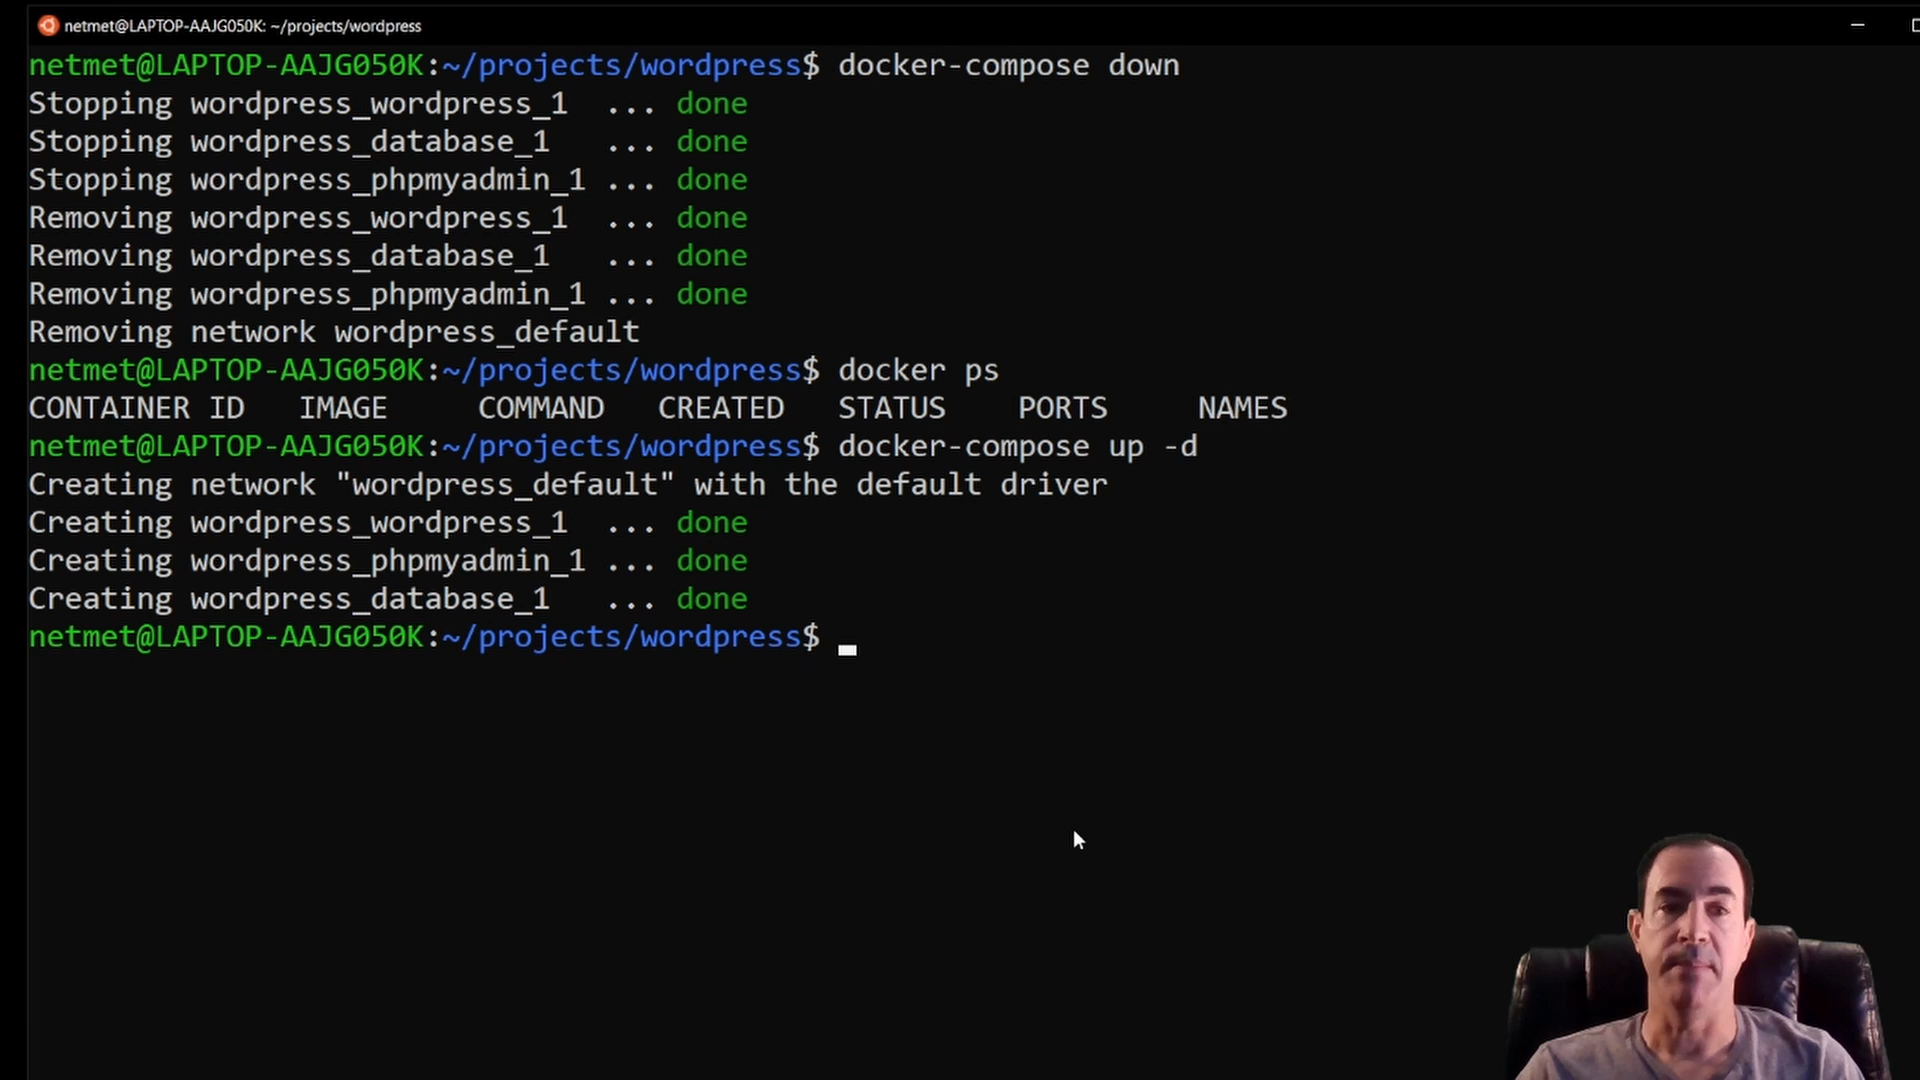 netmet@LAPTOP-AAJG050K: ~/projects/wordpress
netmet@LAPTOP-AAJG050K:~/projects/wordpress$ docker-compose down
Stopping wordpress_wordpress_1  ... done
Stopping wordpress_database_1   ... done
Stopping wordpress_phpmyadmin_1 ... done
Removing wordpress_wordpress_1  ... done
Removing wordpress_database_1   ... done
Removing wordpress_phpmyadmin_1 ... done
Removing network wordpress_default
netmet@LAPTOP-AAJG050K:~/projects/wordpress$ docker ps
CONTAINER ID   IMAGE     COMMAND   CREATED   STATUS    PORTS     NAMES
netmet@LAPTOP-AAJG050K:~/projects/wordpress$ docker-compose up -d
Creating network "wordpress_default" with the default driver
Creating wordpress_wordpress_1  ... done
Creating wordpress_phpmyadmin_1 ... done
Creating wordpress_database_1   ... done
netmet@LAPTOP-AAJG050K:~/projects/wordpress$